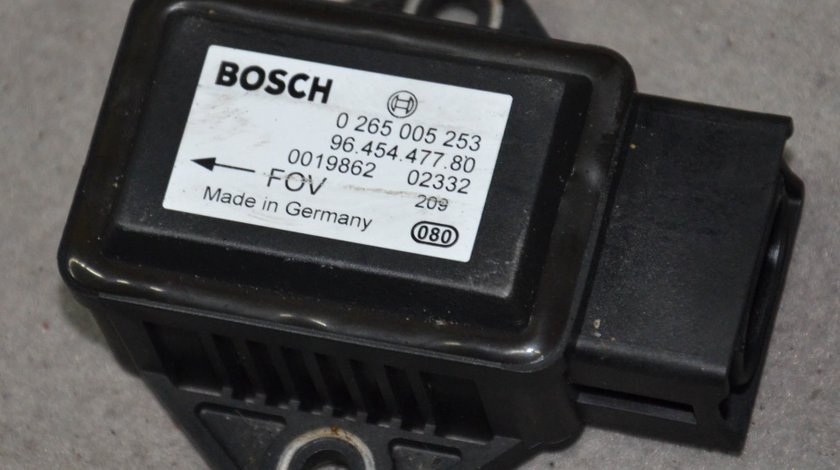 BOSCH
0 265 005 253
96.454.477.80
0019862 02332
FOV 209
Made in Germany 080